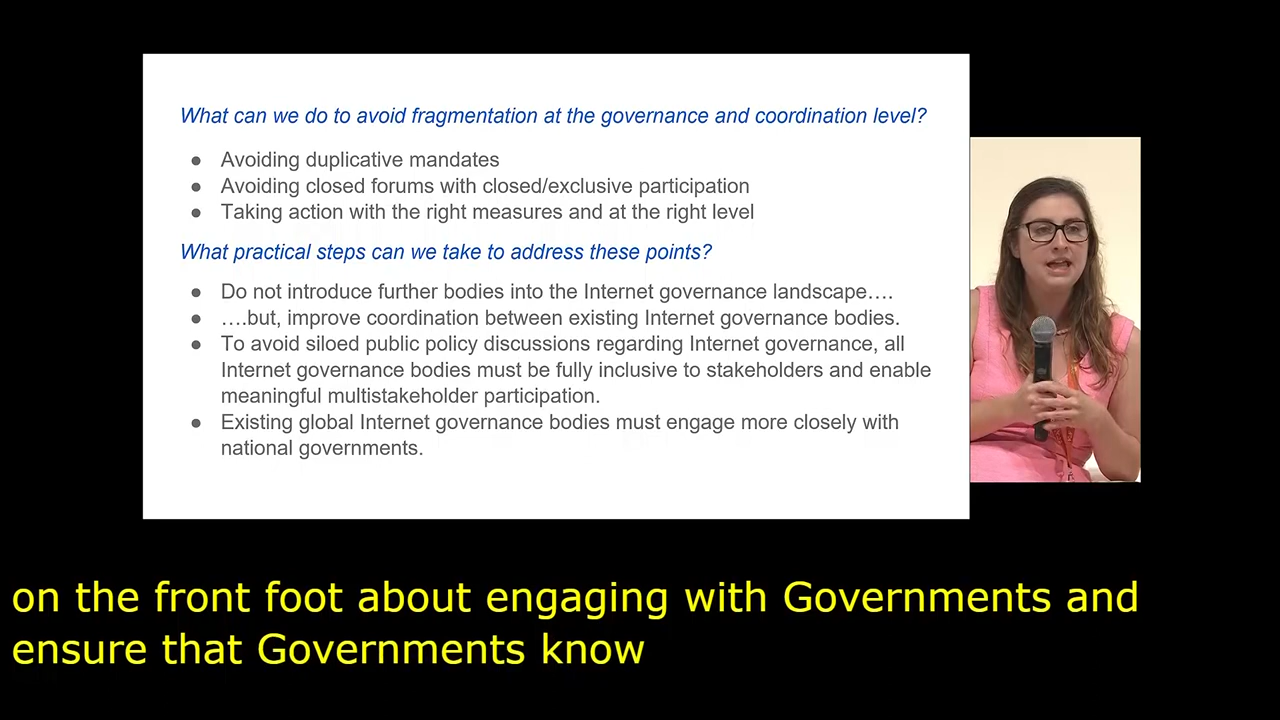 What can we do to avoid fragmentation at the governance and coordination level?
● Avoiding duplicative mandates
● Avoiding closed forums with closed/exclusive participation
● Taking action with the right measures and at the right level
What practical steps can we take to address these points?
● Do not introduce further bodies into the Internet governance landscape….
● ….but, improve coordination between existing Internet governance bodies.
● To avoid siloed public policy discussions regarding Internet governance, all
Internet governance bodies must be fully inclusive to stakeholders and enable
meaningful multistakeholder participation.
● Existing global Internet governance bodies must engage more closely with
national governments.
on the front foot about engaging with Governments and
ensure that Governments know